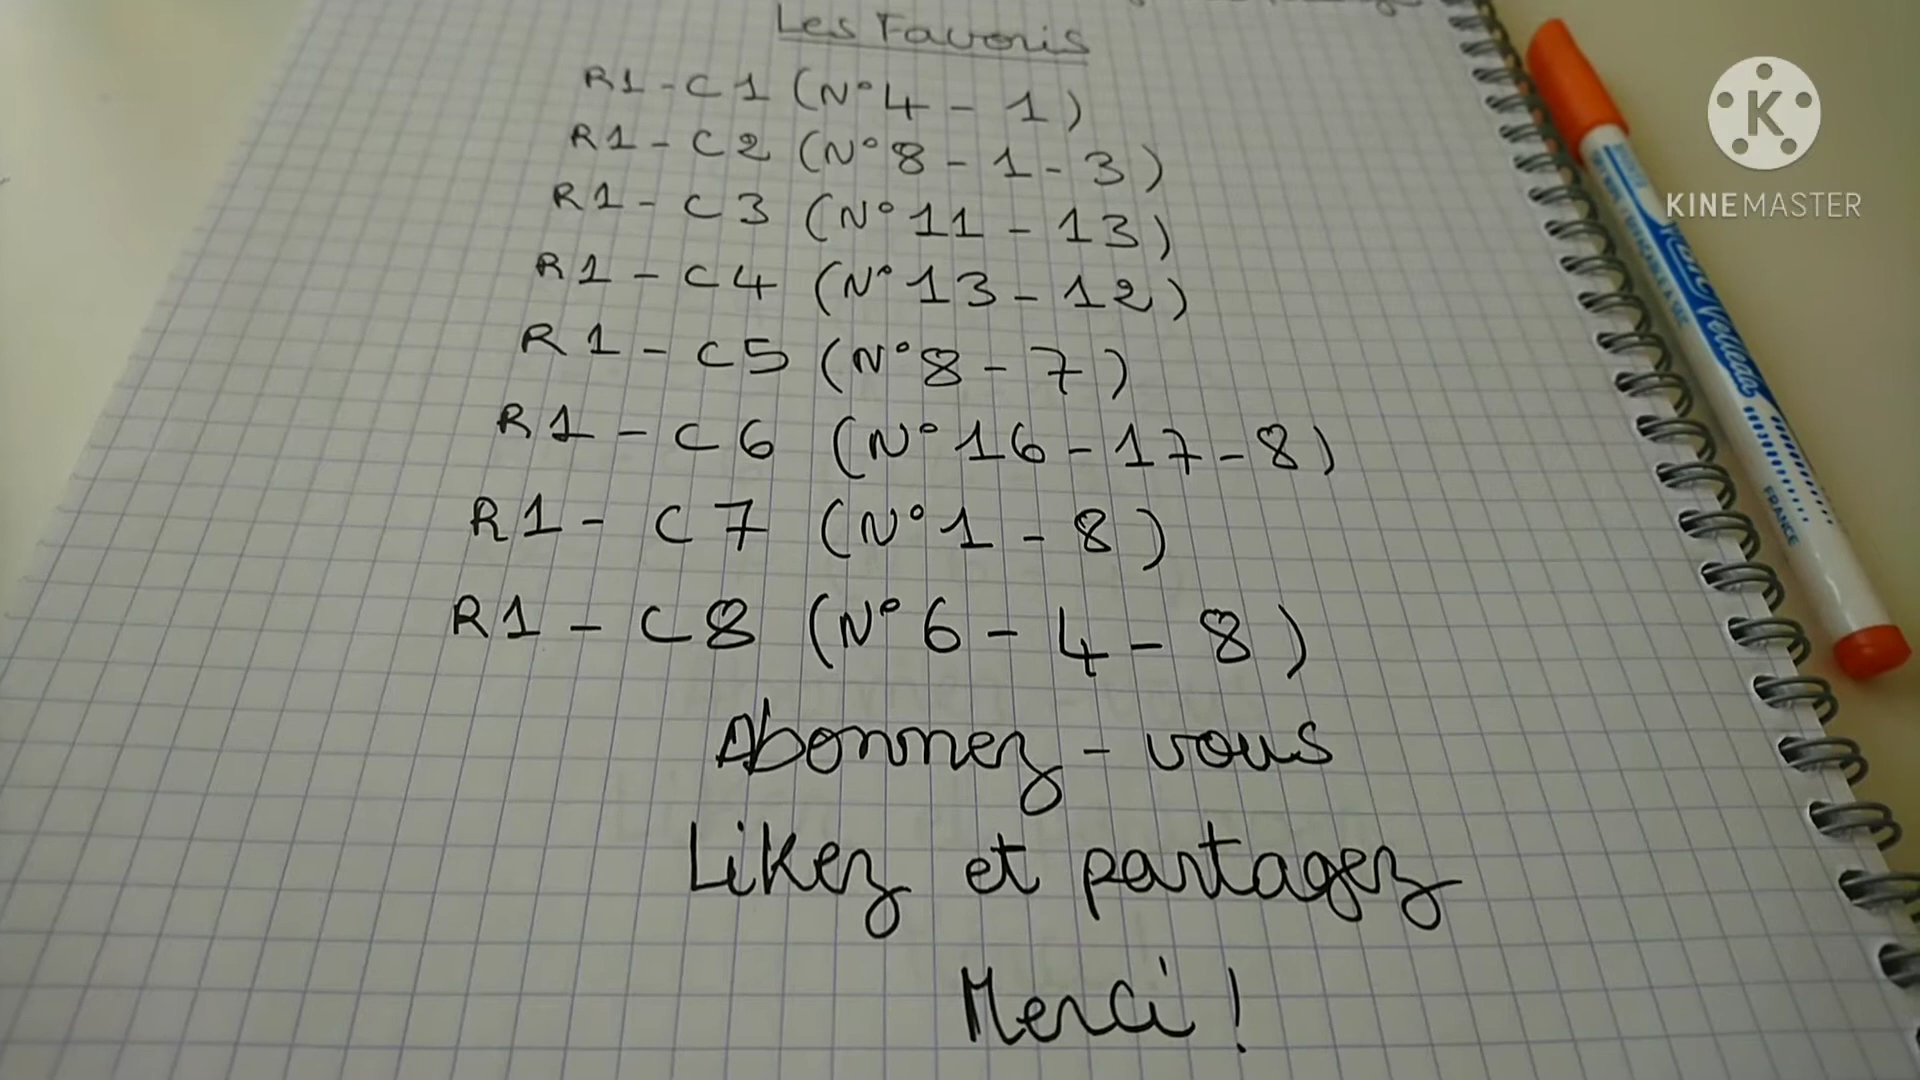 Les Favoris
R1-C1 (N°4-1)
R1-C2 (N°8-1-3)
R1-C3 (N°11-13)
R1-C4 (N°13-12)
R1-C5 (N°8-7)
R1-C6 (N°16-17-8)
R1-C7 (N°1-8)
R1-C8 (N°6-4-8)
Abonnez-vous
Likez et partagez
Merci !
K
KINEMASTER
Velleda
FRANCE